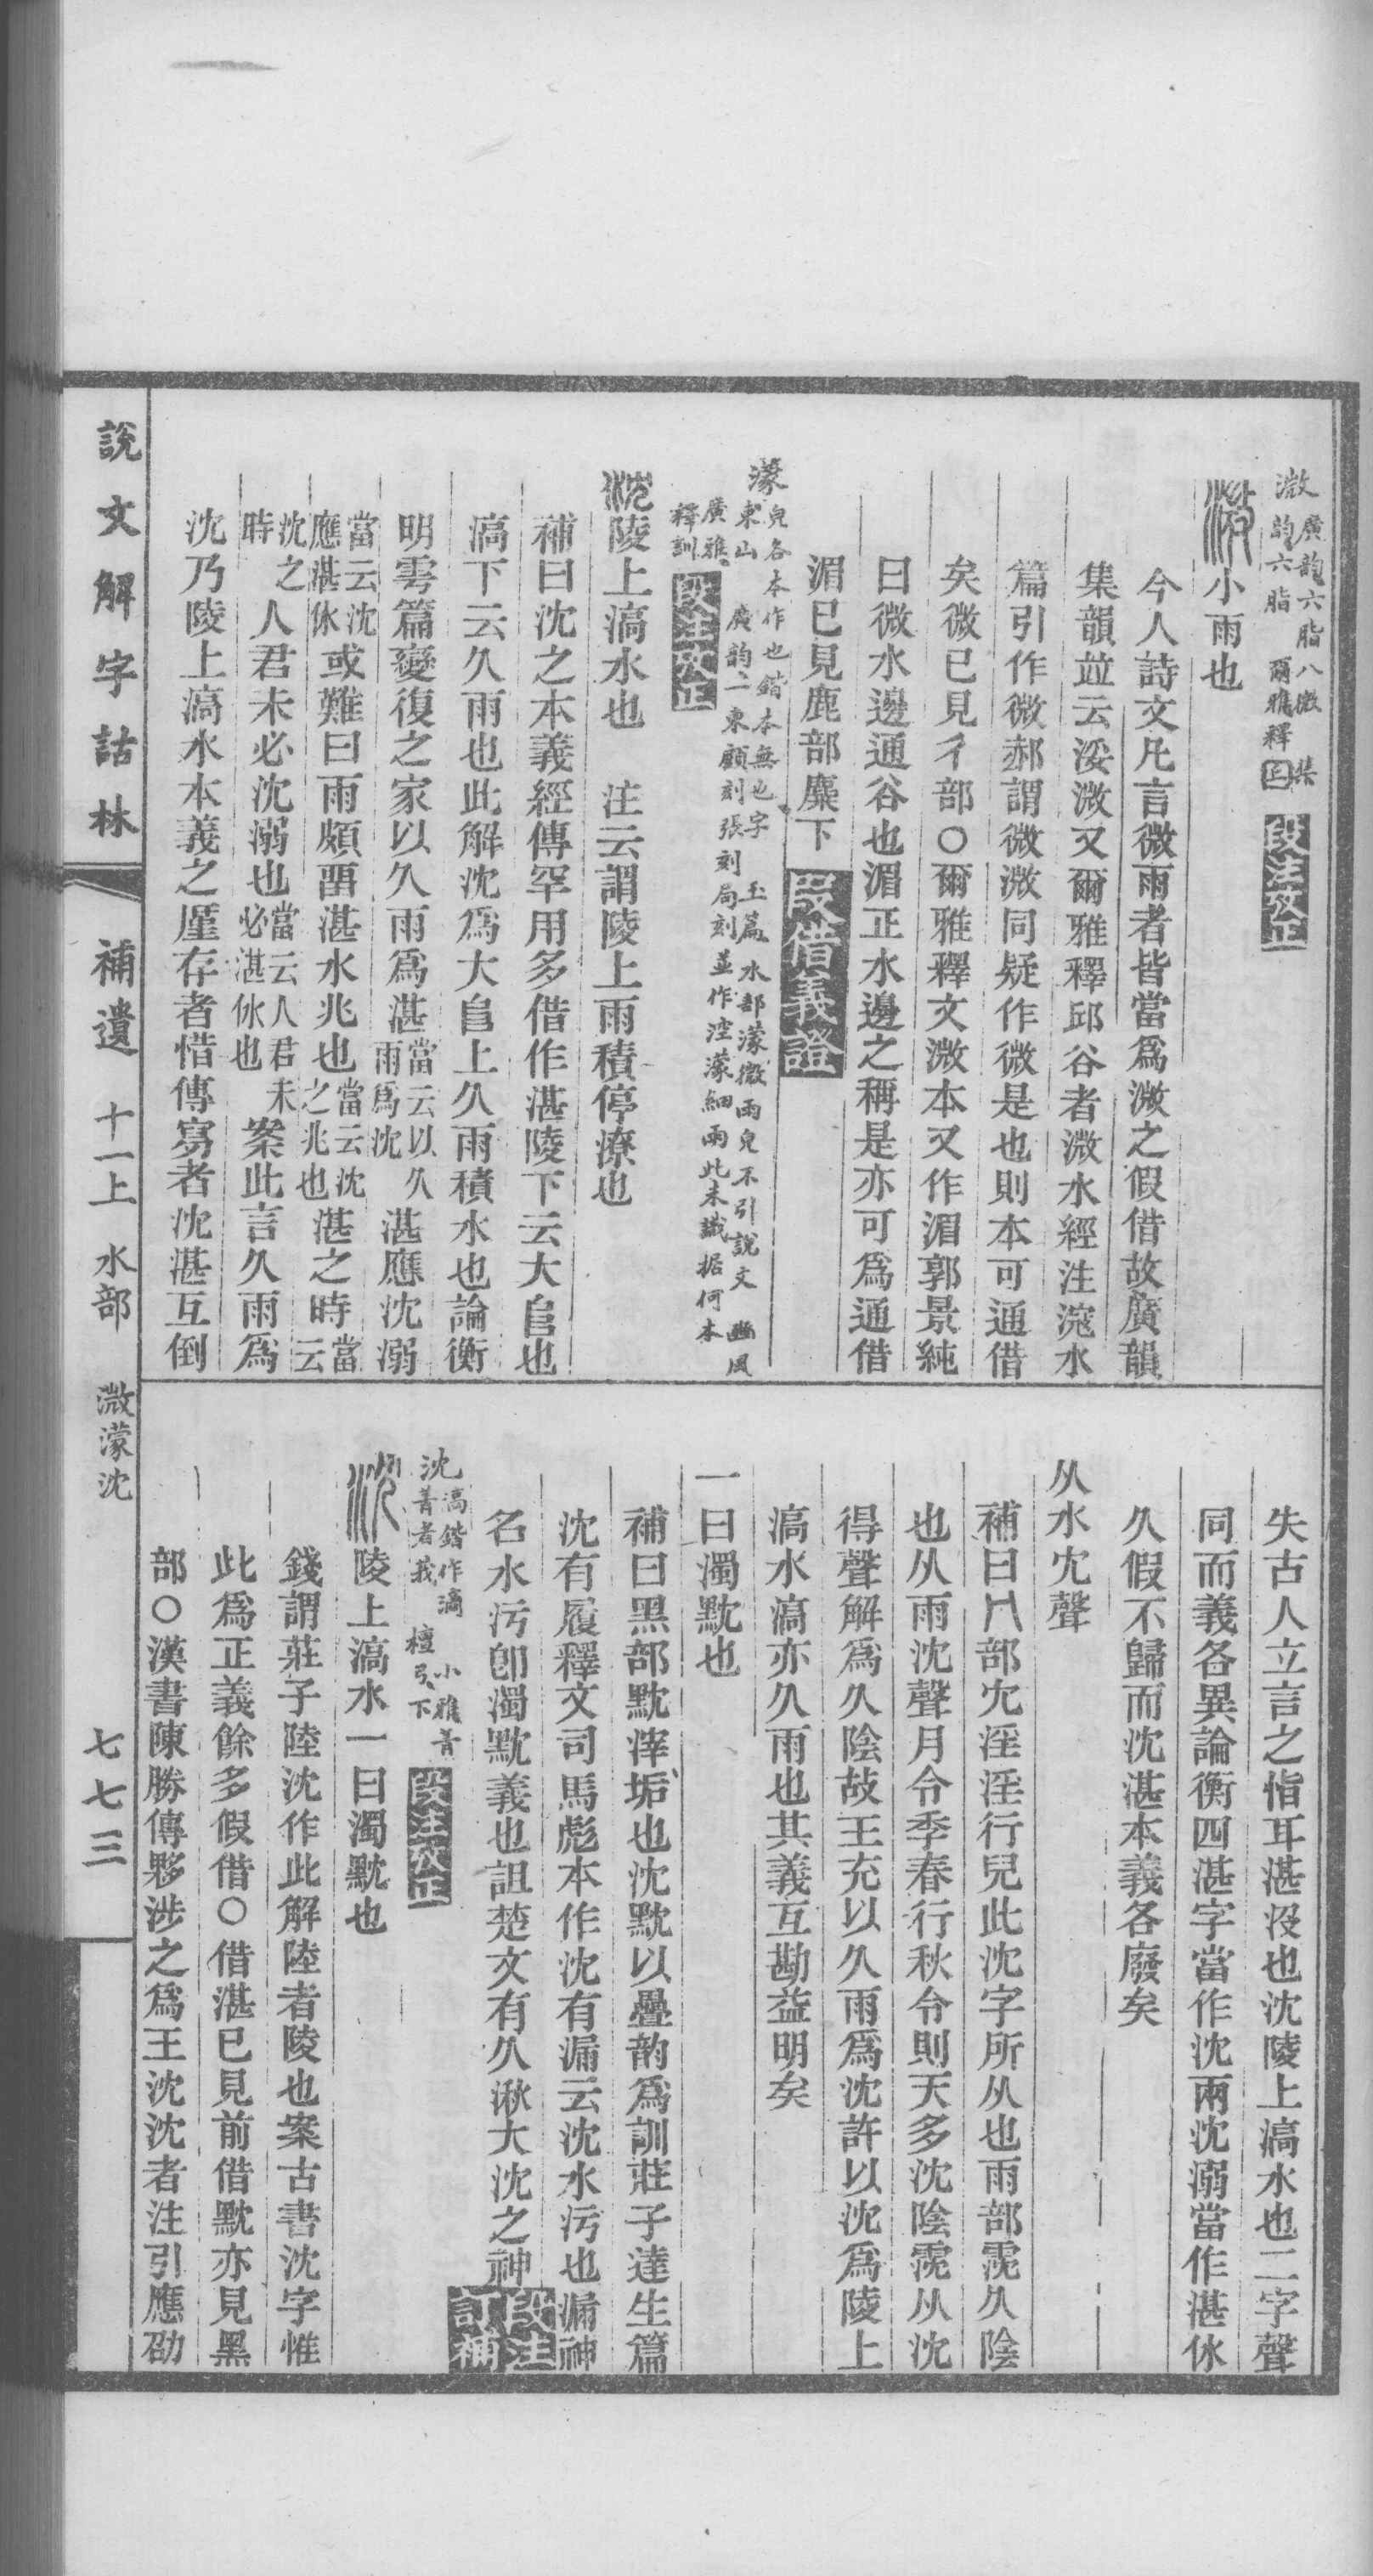 溦廣韵六脂八微集
韵六脂　爾雅釋𠀌　段注攷正
溦小雨也
今人詩文凡言微雨者皆當爲溦之假借故廣韻
集韻竝云浽溦又爾雅釋邱谷者溦水經注滱水
篇引作微郝謂微溦同疑作微是也則本可通借
矣微已見彳部○爾雅釋文溦本又作湄郭景純
曰微水邊通谷也湄正水邊之稱是亦可爲通借
湄已見鹿部麋下　段借義證
濛皃各本作也鍇本無也字　玉篇水部濛微雨皃不引說文　豳風
東山　廣韵一東顧刻張刻局刻並作涳濛細雨此未識据何本
廣雅
釋訓　段注攷正
沈陵上滈水也　注云謂陵上雨積停潦也
補曰沈之本義經傳罕用多借作湛陵下云大𨸏也
滈下云久雨也此解沈爲大𨸏上久雨積水也論衡
明雩篇變復之家以久雨爲湛當云以久雨爲沈湛應沈溺
當云沈應湛㲻或難曰雨頗畱湛水兆也當云沈之兆也湛之時當云
沈之時人君未必沈溺也當云人君未必湛㲻也案此言久雨爲
沈乃陵上滈水本義之廑存者惜傳寫者沈湛互倒
失古人立言之恉耳湛沒也沈陵上滈水也二字聲
同而義各異論衡四湛字當作沈兩沈溺當作湛㲻
久假不歸而沈湛本義各廢矣
从水冘聲
補曰冂部冘淫淫行皃此沈字所从也雨部霃久陰
也从雨沈聲月令季春行秋令則天多沈陰霃从沈
得聲解爲久陰故王充以久雨爲沈許以沈爲陵上
滈水滈亦久雨也其義互勘益明矣
一曰濁黕也
補曰黑部黕滓垢也沈黕以疊韵爲訓莊子達生篇
沈有履釋文司馬彪本作沈有漏云沈水污也漏神
名水污卽濁黕義也詛楚文有久湫大沈之神　段注訂補
沈滈鍇作滴　小雅菁
菁者莪　檀弓下　段注攷正
沈陵上滈水一曰濁黕也
錢謂莊子陸沈作此解陸者陵也案古書沈字惟
此爲正義餘多假借○借湛已見前借黕亦見黑
部○漢書陳勝傳夥涉之爲王沈沈者注引應劭
說文解字詁林　補遺　十一上　水部　溦濛沈　七七三